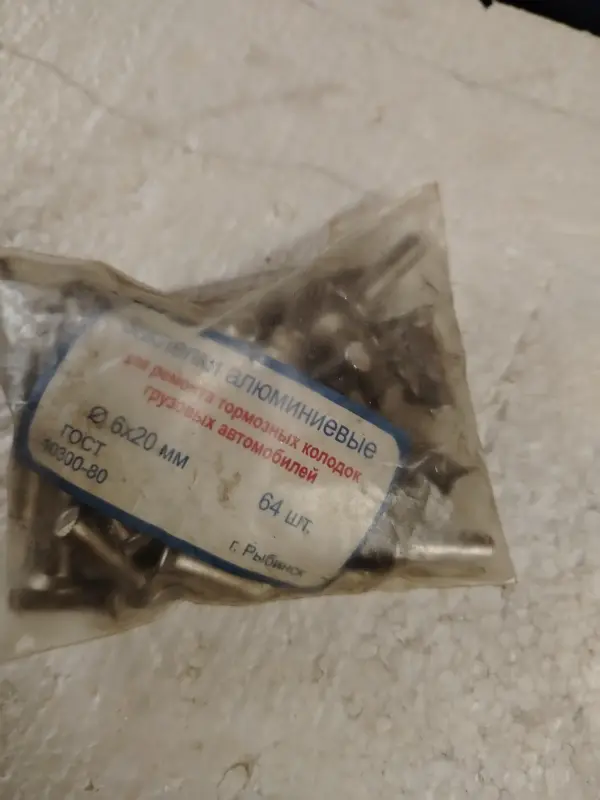 алюминиевые
для ремонта тормозных колодок
грузовых автомобилей
Ø 6х20 мм
ГОСТ
10300-80
64 шт.
г. Рыбинск